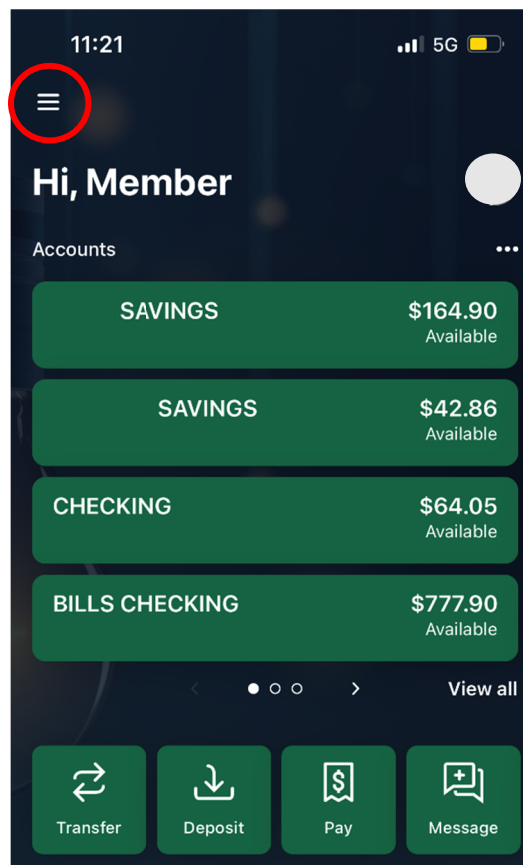 11:21 5G
Hi, Member
Accounts
SAVINGS $164.90
Available
SAVINGS $42.86
Available
CHECKING $64.05
Available
BILLS CHECKING $777.90
Available
View all
Transfer Deposit Pay Message